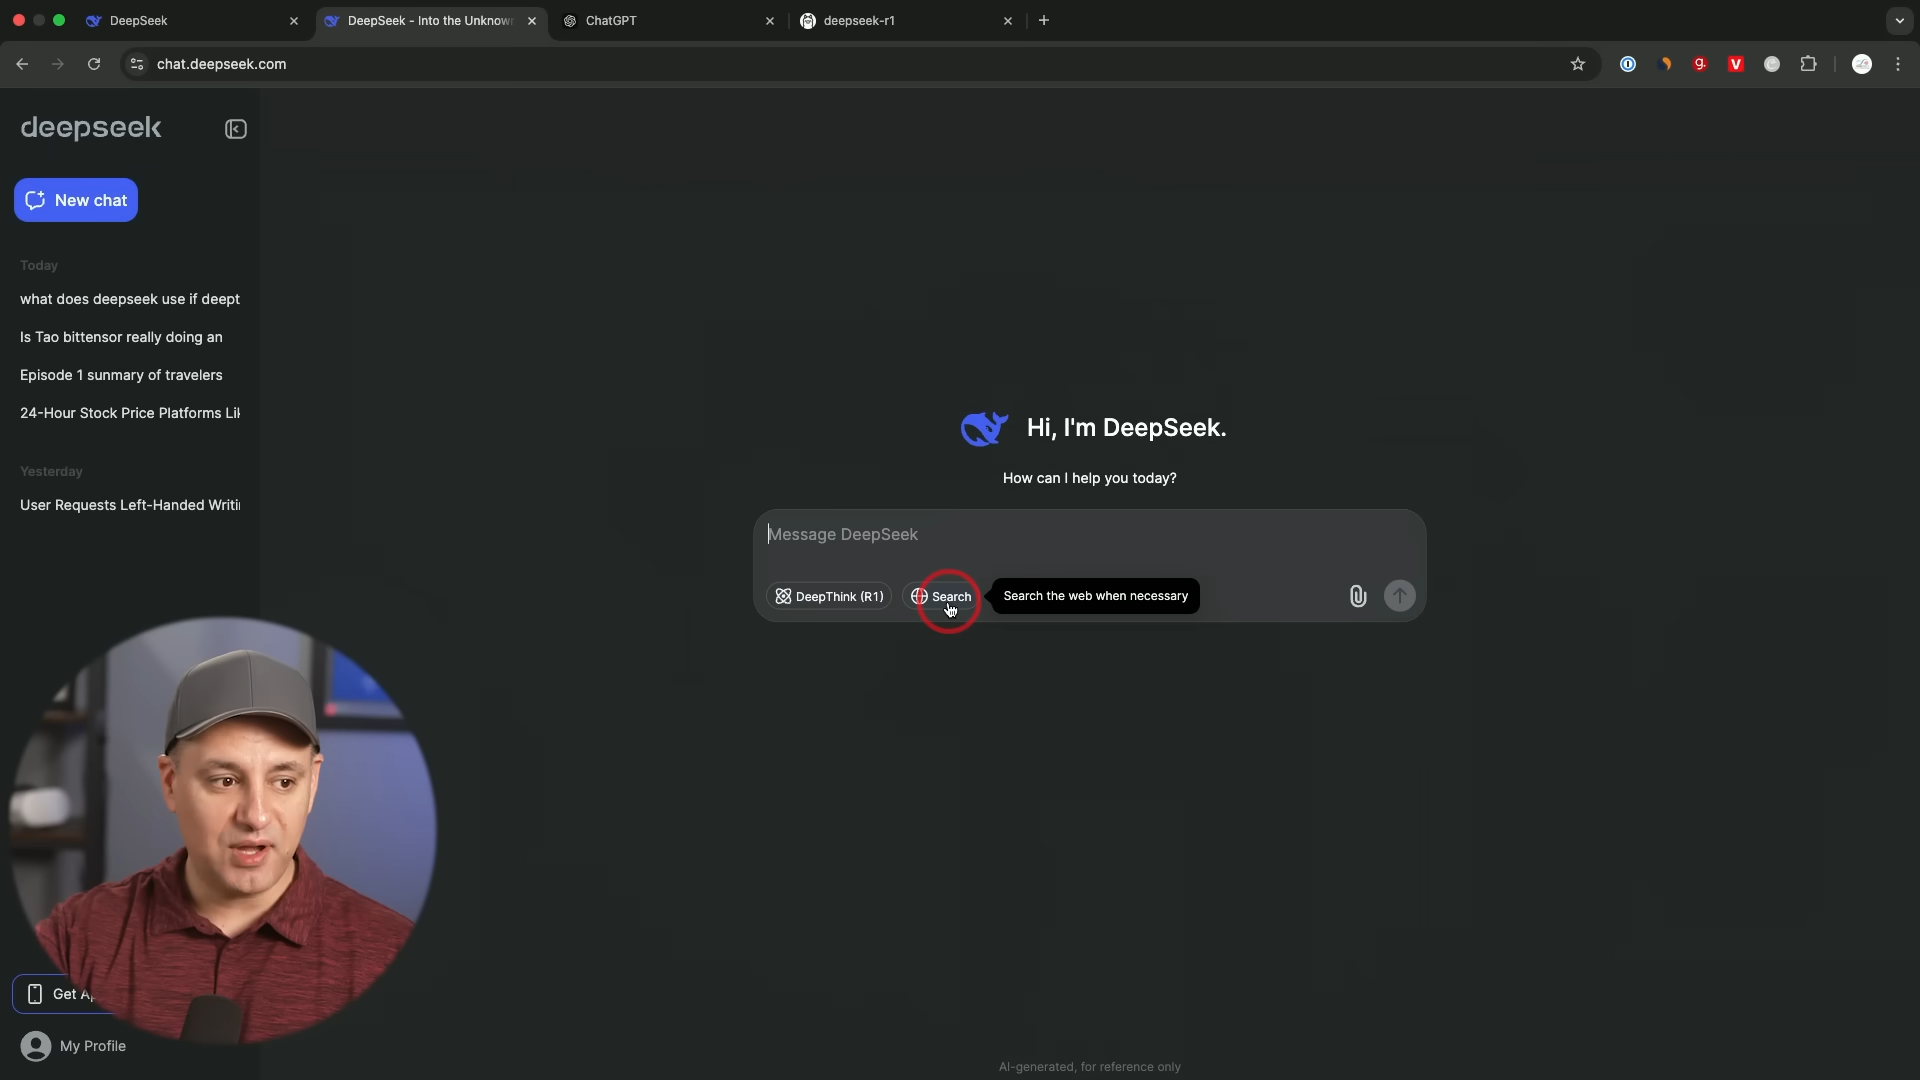 DeepSeek
DeepSeek - Into the Unknown
ChatGPT
deepseek-r1
chat.deepseek.com
deepseek
New chat
Today
what does deepseek use if deept
Is Tao bittensor really doing an
Episode 1 sunmary of travelers
24-Hour Stock Price Platforms Lik
Yesterday
User Requests Left-Handed Writi
Hi, I'm DeepSeek.
How can I help you today?
Message DeepSeek
DeepThink (R1)
Search
Search the web when necessary
Get Ap
My Profile
AI-generated, for reference only